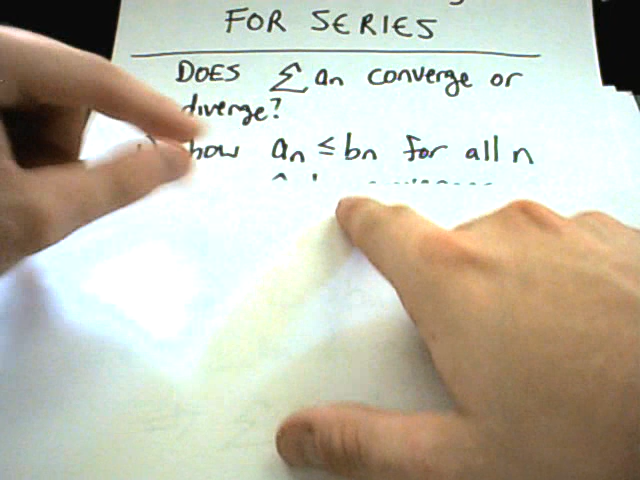 FOR SERIES
DOES ∑ an converge or
diverge?
how an ≤ bn for all n